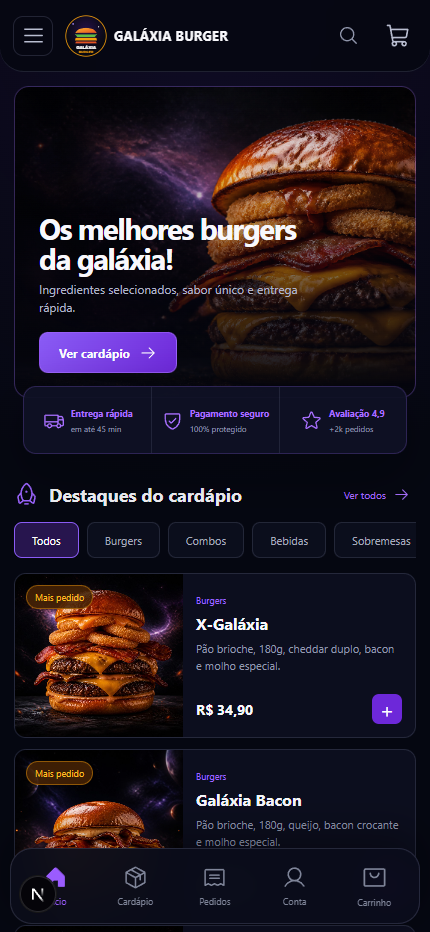 GALÁXIA
GALÁXIA BURGER
Os melhores burgers
da galáxia!
Ingredientes selecionados, sabor único e entrega
rápida.
Ver cardápio
Entrega rápida
em até 45 min
Pagamento seguro
100% protegido
Avaliação 4,9
+2k pedidos
Destaques do cardápio
Ver todos
Todos
Burgers
Combos
Bebidas
Sobremesas
Mais pedido
Burgers
X-Galáxia
Pão brioche, 180g, cheddar duplo, bacon
e molho especial.
R$ 34,90
+
Mais pedido
Burgers
Galáxia Bacon
Pão brioche, 180g, queijo, bacon crocante
e molho especial.
N
cio
Cardápio
Pedidos
Conta
Carrinho